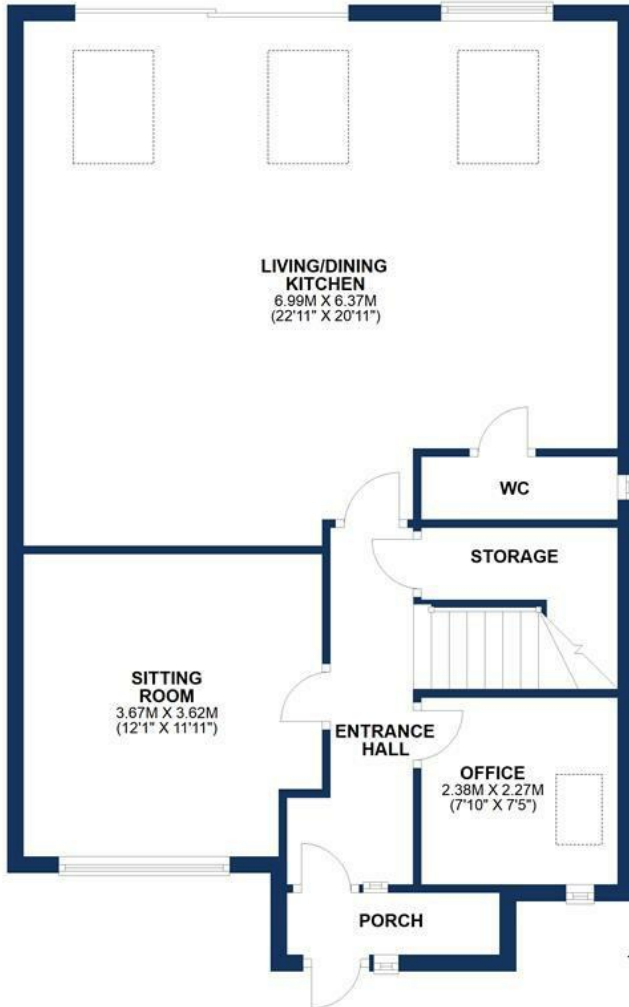 LIVING/DINING
KITCHEN
6.99M X 6.37M
(22'11" X 20'11")
WC
STORAGE
SITTING
ROOM
3.67M X 3.62M
(12'1" X 11'11")
ENTRANCE
HALL
OFFICE
2.38M X 2.27M
(7'10" X 7'5")
PORCH